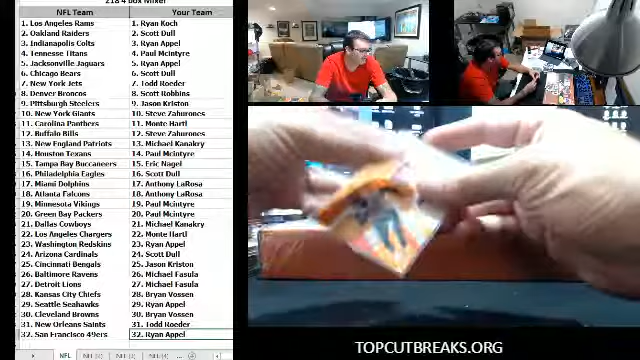 218 4 Box Mixer
NFL Team Your Team
1. Los Angeles Rams 1. Ryan Koch
2. Oakland Raiders 2. Scott Dull
3. Indianapolis Colts 3. Ryan Appel
4. Tennese Titans 4. Paul Mcintyre
5. Jacksonville Jaguars 5. Ryan Appel
6. Chicago Bears 6. Scott Dull
7. New York Jets 7. Todd Roeder
8. Denver Broncos 8. Scott Robbins
9. Pittsburgh Steelers 9. Jason Kriston
10. New York Giants 10. Steve Zahurones
11. Carolina Panthers 11. Monte Hartl
12. Buffalo Bills 12. Steve Zahurones
13. New England Patriots 13. Michael Kanakry
14. Houston Texans 14. Paul Mcintyre
15. Tampa Bay Buccaneers 15. Eric Nagel
16. Philadelphia Eagles 16. Scott Dull
17. Miami Dolphins 17. Anthony LaRosa
18. Atlanta Falcons 18. Anthony LaRosa
19. Minnesota Vikings 19. Paul Mcintyre
20. Green Bay Packers 20. Paul Mcintyre
21. Dallas Cowboys 21. Michael Kanakry
22. Los Angeles Chargers 22. Monte Hartl
23. Washington Redskins 23. Ryan Appel
24. Arizona Cardinals 24. Scott Dull
25. Cincinnati Bengals 25. Jason Kriston
26. Baltimore Ravens 26. Michael Fasula
27. Detroit Lions 27. Michael Fasula
28. Kansas City Chiefs 28. Bryan Vossen
29. Seattle Seahawks 29. Ryan Appel
30. Cleveland Browns 30. Bryan Vossen
31. New Orleans Saints 31. Todd Roeder
32. San Francisco 49ers 32. Ryan Appel
NFL
TOPCUTBREAKS.ORG